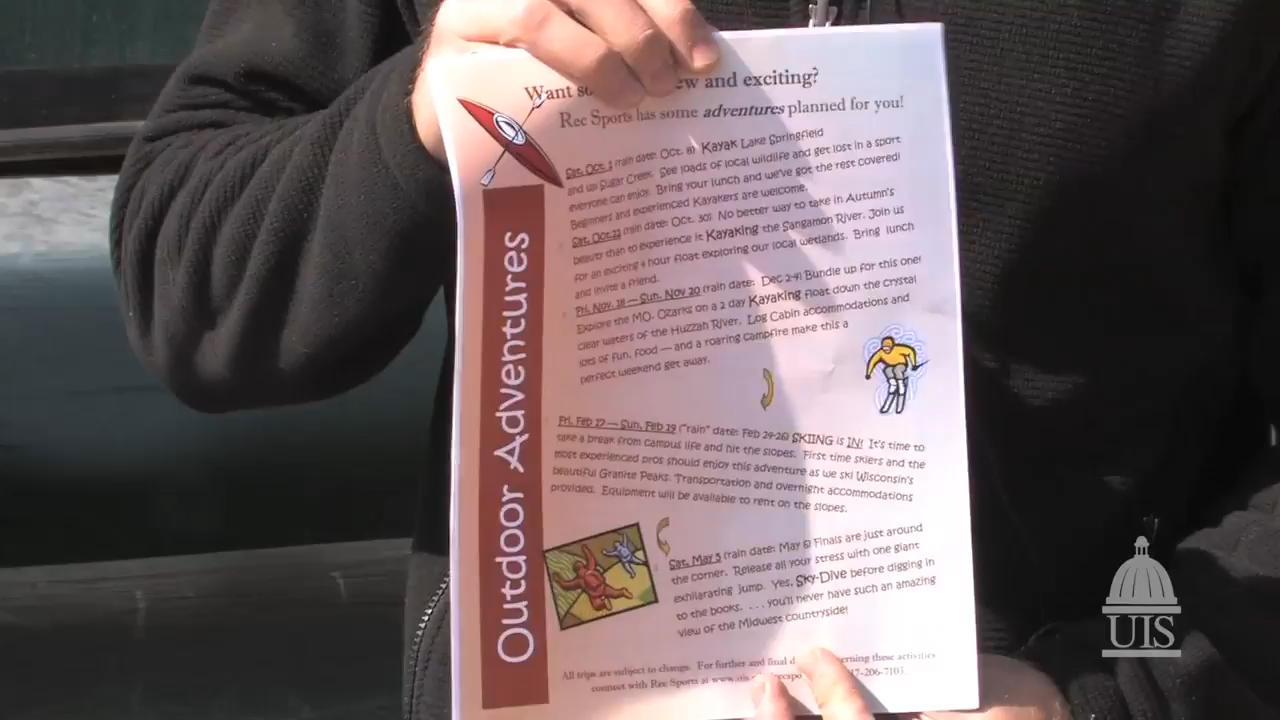 Want so ew and exciting?
Rec Sports has some adventures planned for you!
Sat. Oct. 1 (rain date: Oct. 8) Kayak Lake Springfield
and up Sugar Creek. See loads of local wildlife and get lost in a sport
everyone can enjoy. Bring your lunch and we've got the rest covered!
Beginners and experienced Kayakers are welcome.
Sat. Oct.22 (rain date: Oct. 30) No better way to take in Autumn's
beauty than to experience it Kayaking the Sangamon River. Join us
for an exciting 4 hour float exploring our local wetlands. Bring lunch
and invite a friend.
Fri. Nov. 18 — Sun. Nov 20 (rain date: Dec 2-4) Bundle up for this one!
Explore the MO. Ozarks on a 2 day Kayaking float down the crystal
clear waters of the Huzzah River. Log Cabin accommodations and
lots of fun, food — and a roaring campfire make this a
perfect weekend get away.
Fri. Feb 17 — Sun. Feb 19 ("rain" date: Feb 24-26) SKIING is IN! It's time to
take a break from campus life and hit the slopes. First time skiers and the
most experienced pros should enjoy this adventure as we ski Wisconsin's
beautiful Granite Peaks. Transportation and overnight accommodations
provided. Equipment will be available to rent on the slopes.
Sat. May 5 (rain date: May 6) Finals are just around
the corner. Release all your stress with one giant
exhilarating jump. Yes, Sky-Dive before digging in
to the books. . . . you'll never have such an amazing
view of the Midwest countryside!
All trips are subject to change. For further and final d erning these activities
connect with Rec Sports at www.uis. recspo 17-206-7103.
Outdoor Adventures
UIS